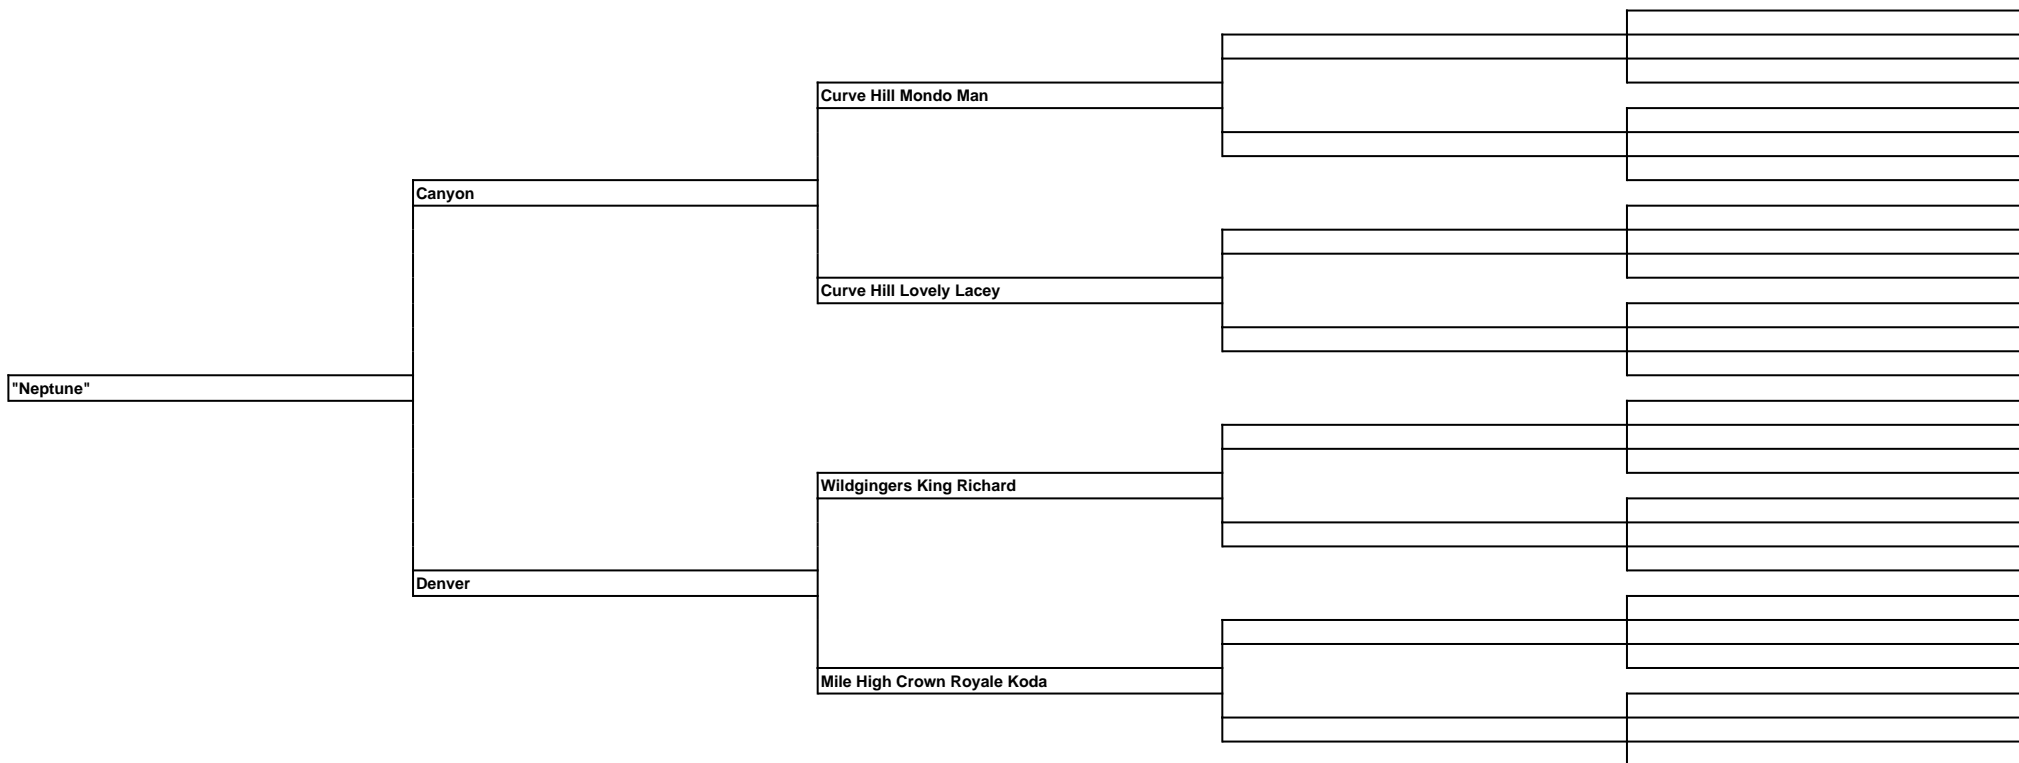 Curve Hill Mondo Man
Canyon
Curve Hill Lovely Lacey
"Neptune"
Wildgingers King Richard
Denver
Mile High Crown Royale Koda